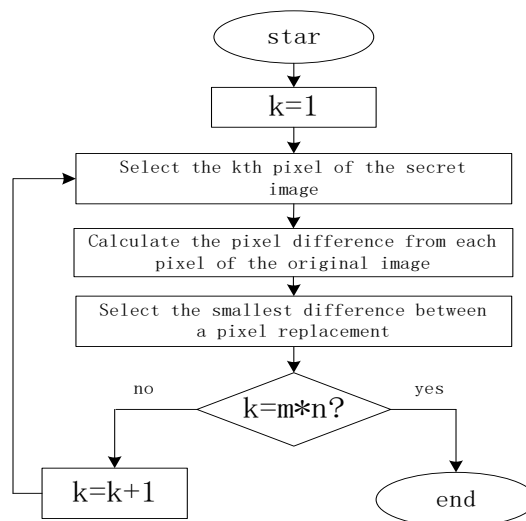 star
k=1
Select the kth pixel of the secret
image
Calculate the pixel difference from each
pixel of the original image
Select the smallest difference between
a pixel replacement
no
yes
k=m*n?
k=k+1
end